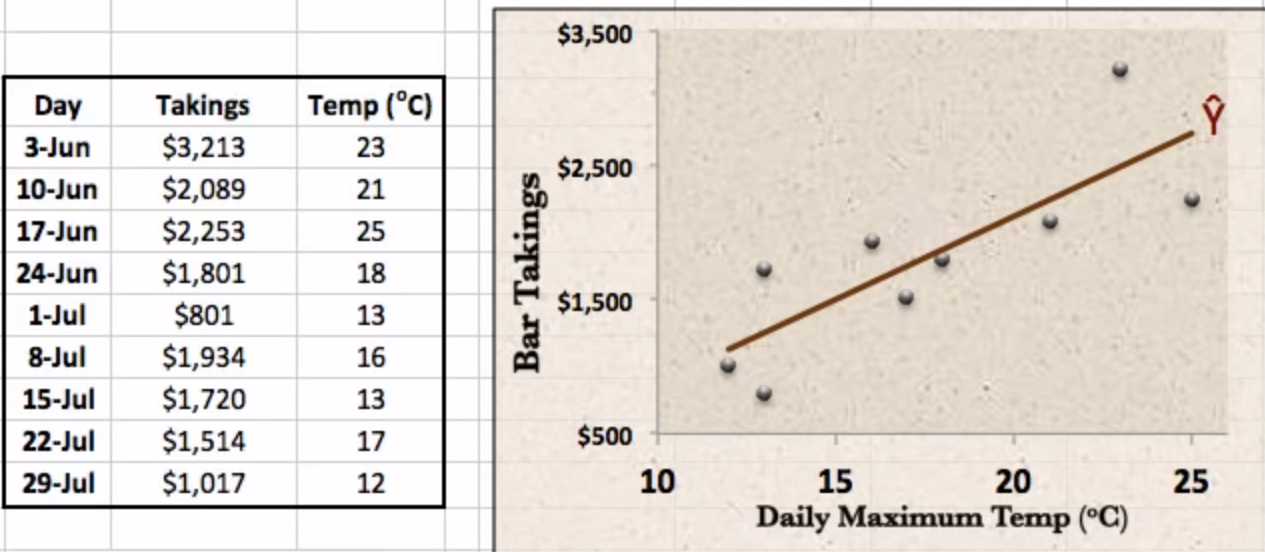 Day Takings Temp (°C)
3-Jun $3,213 23
10-Jun $2,089 21
17-Jun $2,253 25
24-Jun $1,801 18
1-Jul $801 13
8-Jul $1,934 16
15-Jul $1,720 13
22-Jul $1,514 17
29-Jul $1,017 12
Bar Takings
$3,500
$2,500
$1,500
$500
Ŷ
10 15 20 25
Daily Maximum Temp (°C)